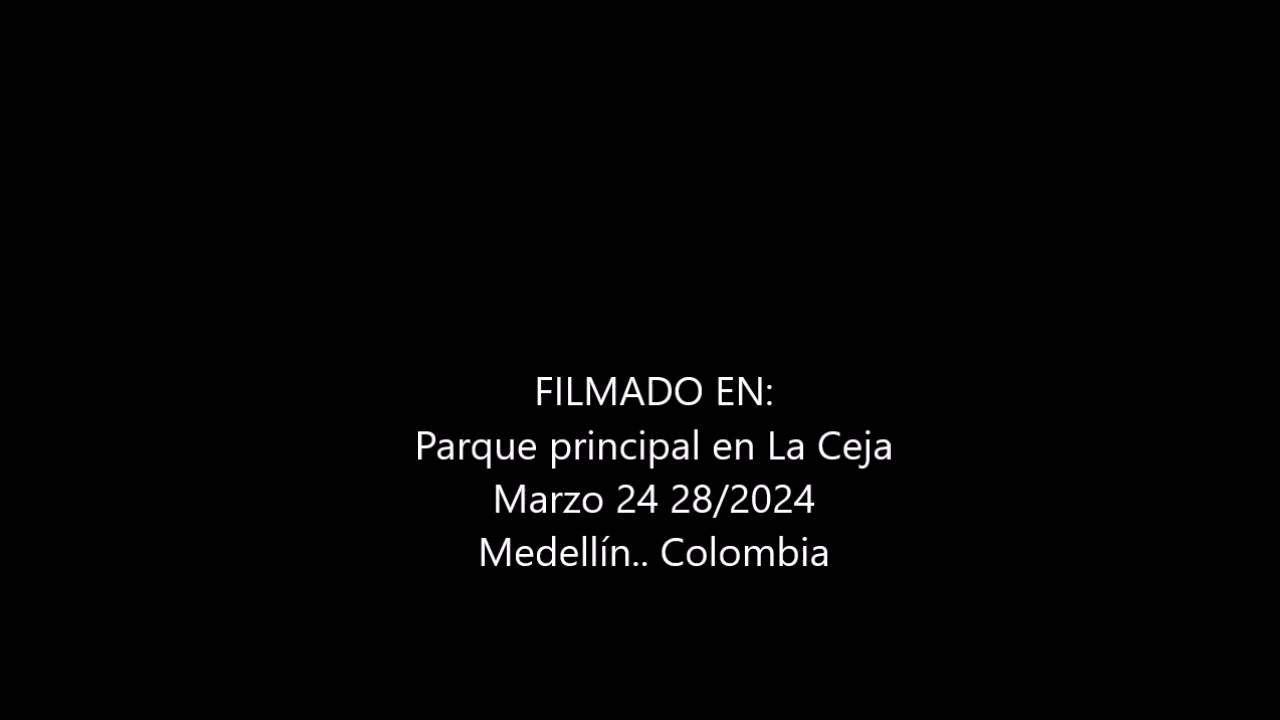 FILMADO EN:
Parque principal en La Ceja
Marzo 24 28/2024
Medellín.. Colombia